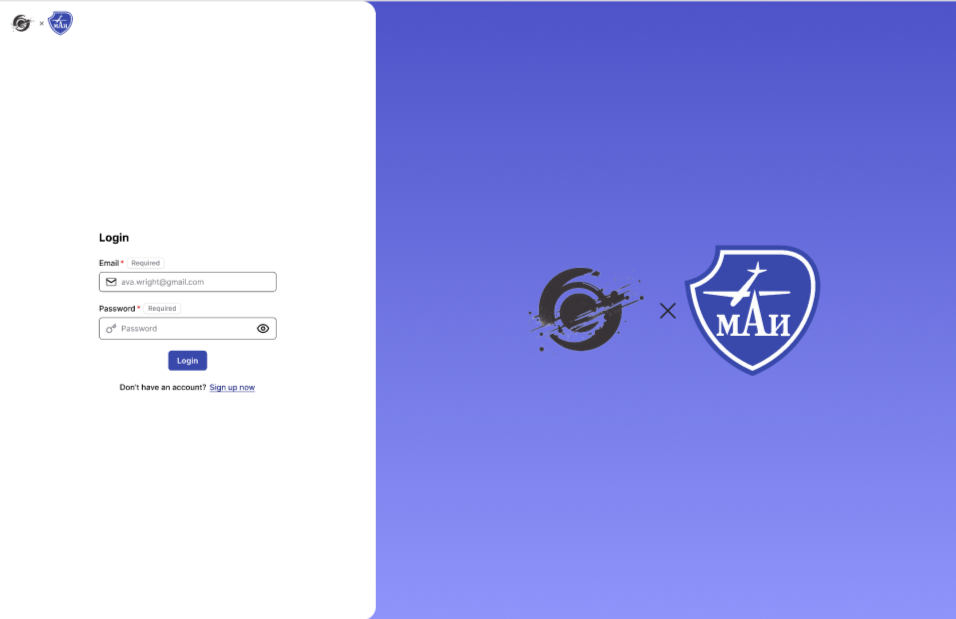 × МАИ
Login
Email * Required
ava.wright@gmail.com
Password * Required
Password
Login
Don't have an account? Sign up now
× МАИ